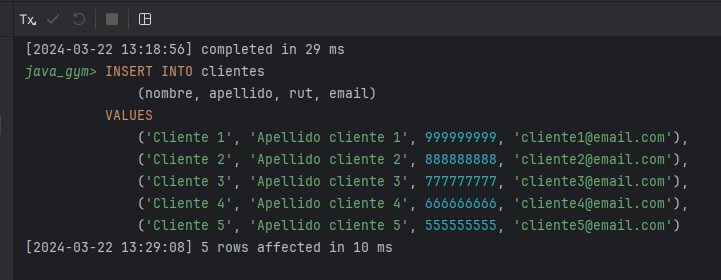 Tx
[2024-03-22 13:18:56] completed in 29 ms
java_gym> INSERT INTO clientes
(nombre, apellido, rut, email)
VALUES
('Cliente 1', 'Apellido cliente 1', 999999999, 'cliente1@email.com'),
('Cliente 2', 'Apellido cliente 2', 888888888, 'cliente2@email.com'),
('Cliente 3', 'Apellido cliente 3', 777777777, 'cliente3@email.com'),
('Cliente 4', 'Apellido cliente 4', 666666666, 'cliente4@email.com'),
('Cliente 5', 'Apellido cliente 5', 555555555, 'cliente5@email.com')
[2024-03-22 13:29:08] 5 rows affected in 10 ms